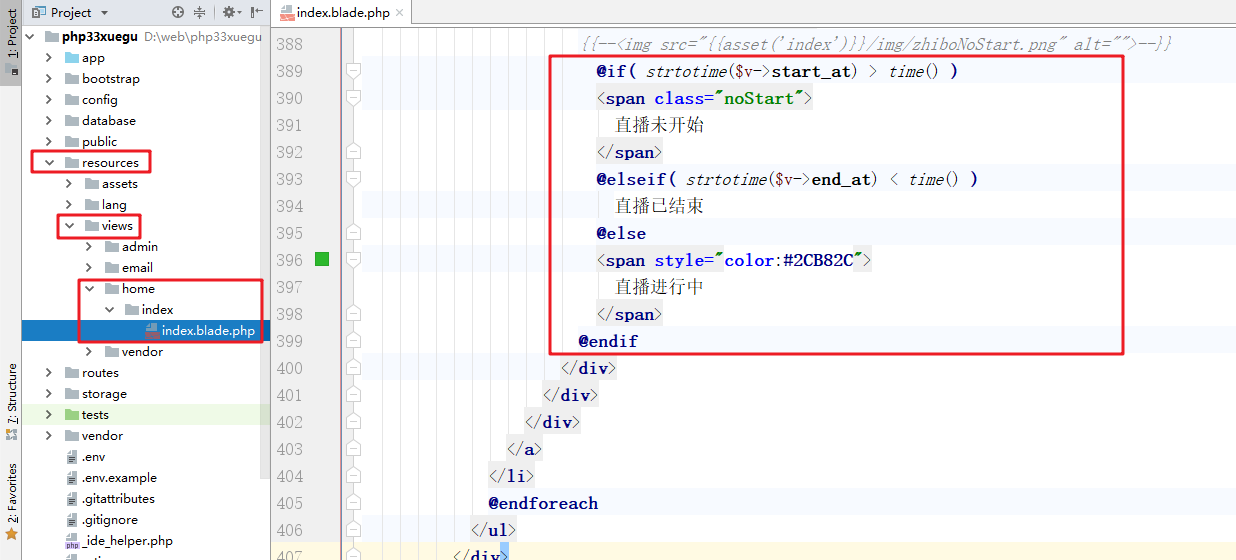 1: Project
7: Structure
2: Favorites
Project
php33xuegu D:\web\php33xuegu
app
bootstrap
config
database
public
resources
assets
lang
views
admin
email
home
index
index.blade.php
vendor
routes
storage
tests
vendor
.env
.env.example
.gitattributes
.gitignore
_ide_helper.php
index.blade.php
388 {{--<img src="{{asset('index')}}/img/zhiboNoStart.png" alt="">--}}
389 @if( strtotime($v->start_at) > time() )
390 <span class="noStart">
391 直播未开始
392 </span>
393 @elseif( strtotime($v->end_at) < time() )
394 直播已结束
395 @else
396 <span style="color:#2CB82C">
397 直播进行中
398 </span>
399 @endif
400 </div>
401 </div>
402 </div>
403 </a>
404 </li>
405 @endforeach
406 </ul>
407 </div>